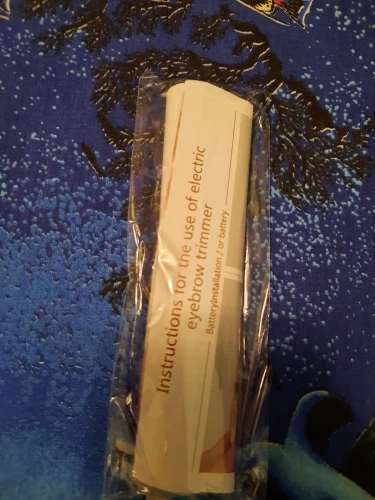 Instructions for the use of electric
eyebrow trimmer
BatteryInstallation / or battery